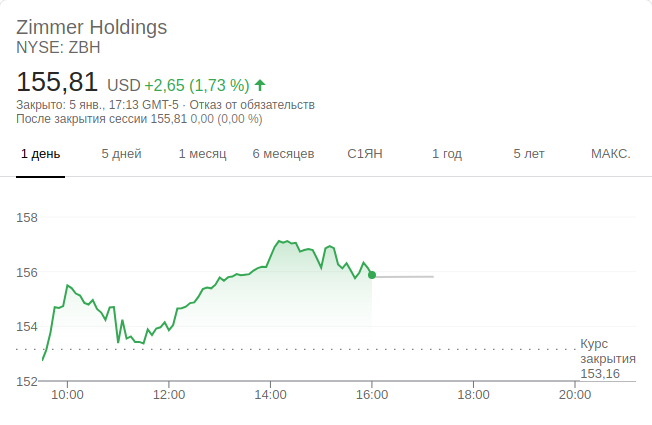 Zimmer Holdings
NYSE: ZBH
155,81 USD +2,65 (1,73 %)
Закрыто: 5 янв., 17:13 GMT-5 · Отказ от обязательств
После закрытия сессии 155,81 0,00 (0,00 %)
1 день 5 дней 1 месяц 6 месяцев С1ЯН 1 год 5 лет МАКС.
158
156
154
Курс
закрытия
153,16
152
10:00 12:00 14:00 16:00 18:00 20:00